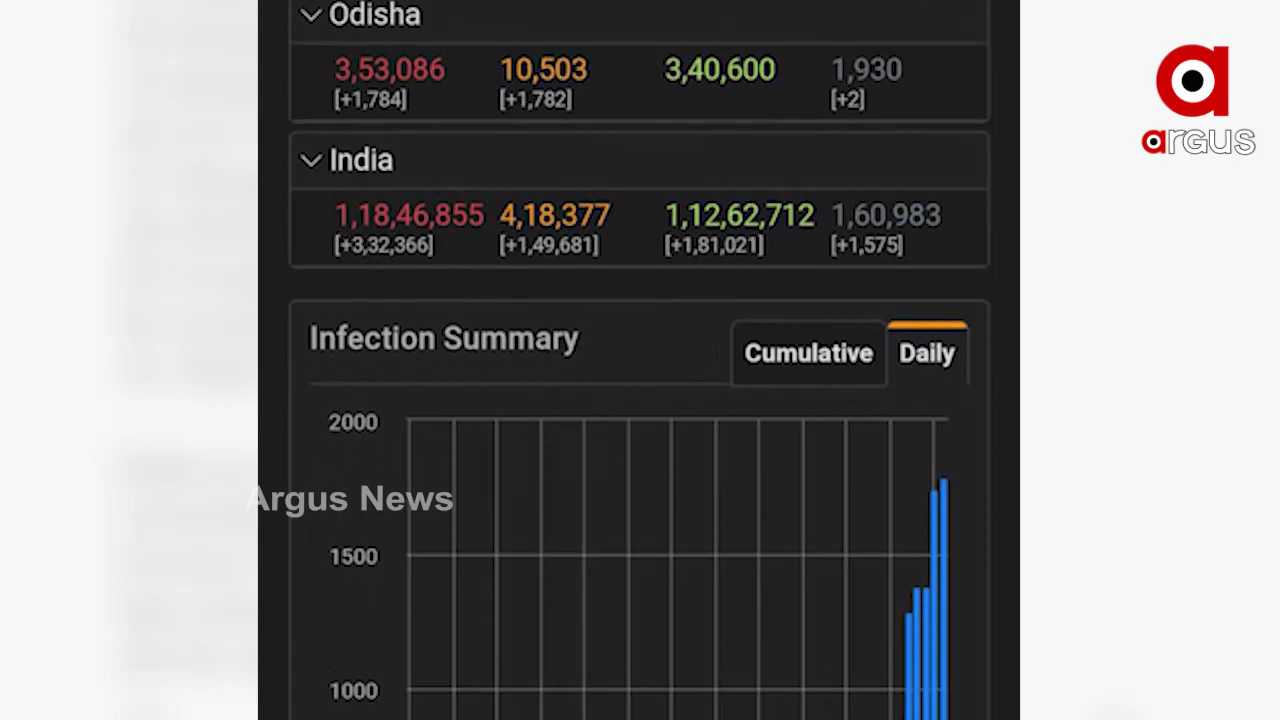 Odisha
3,53,086 10,503 3,40,600 1,930
[+1,784] [+1,782] [+2]
India
1,18,46,855 4,18,377 1,12,62,712 1,60,983
[+3,32,366] [+1,49,681] [+1,81,021] [+1,575]
Infection Summary
Cumulative Daily
2000
1500
1000
Argus News
a
argus